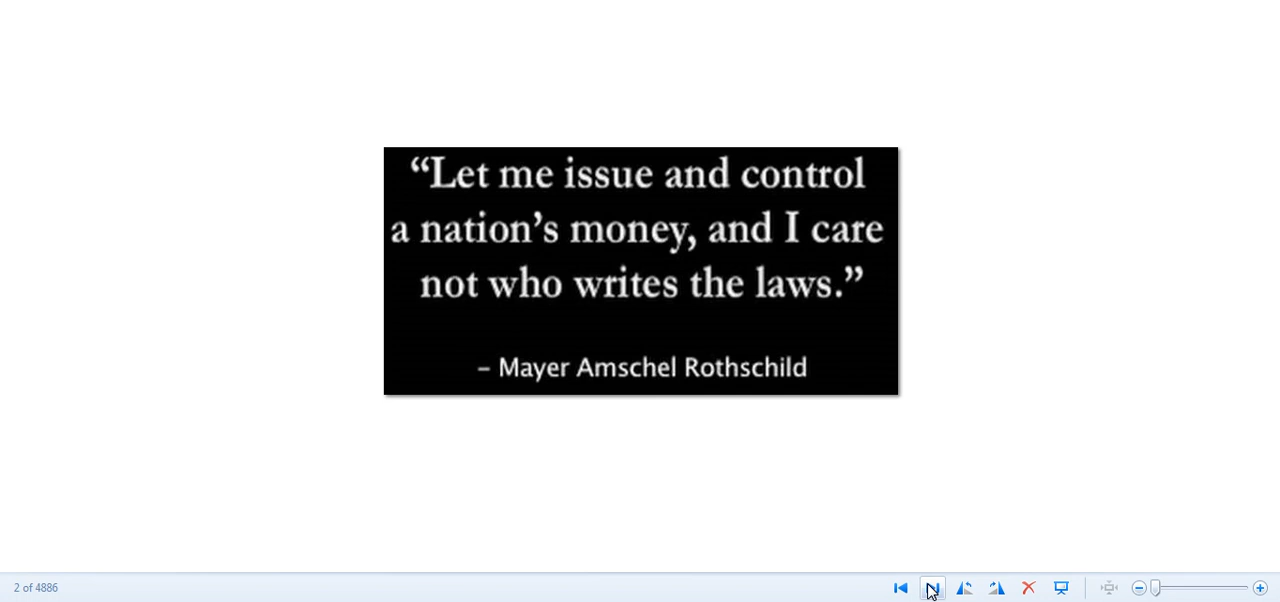 “Let me issue and control
a nation’s money, and I care
not who writes the laws.”
– Mayer Amschel Rothschild
2 of 4886